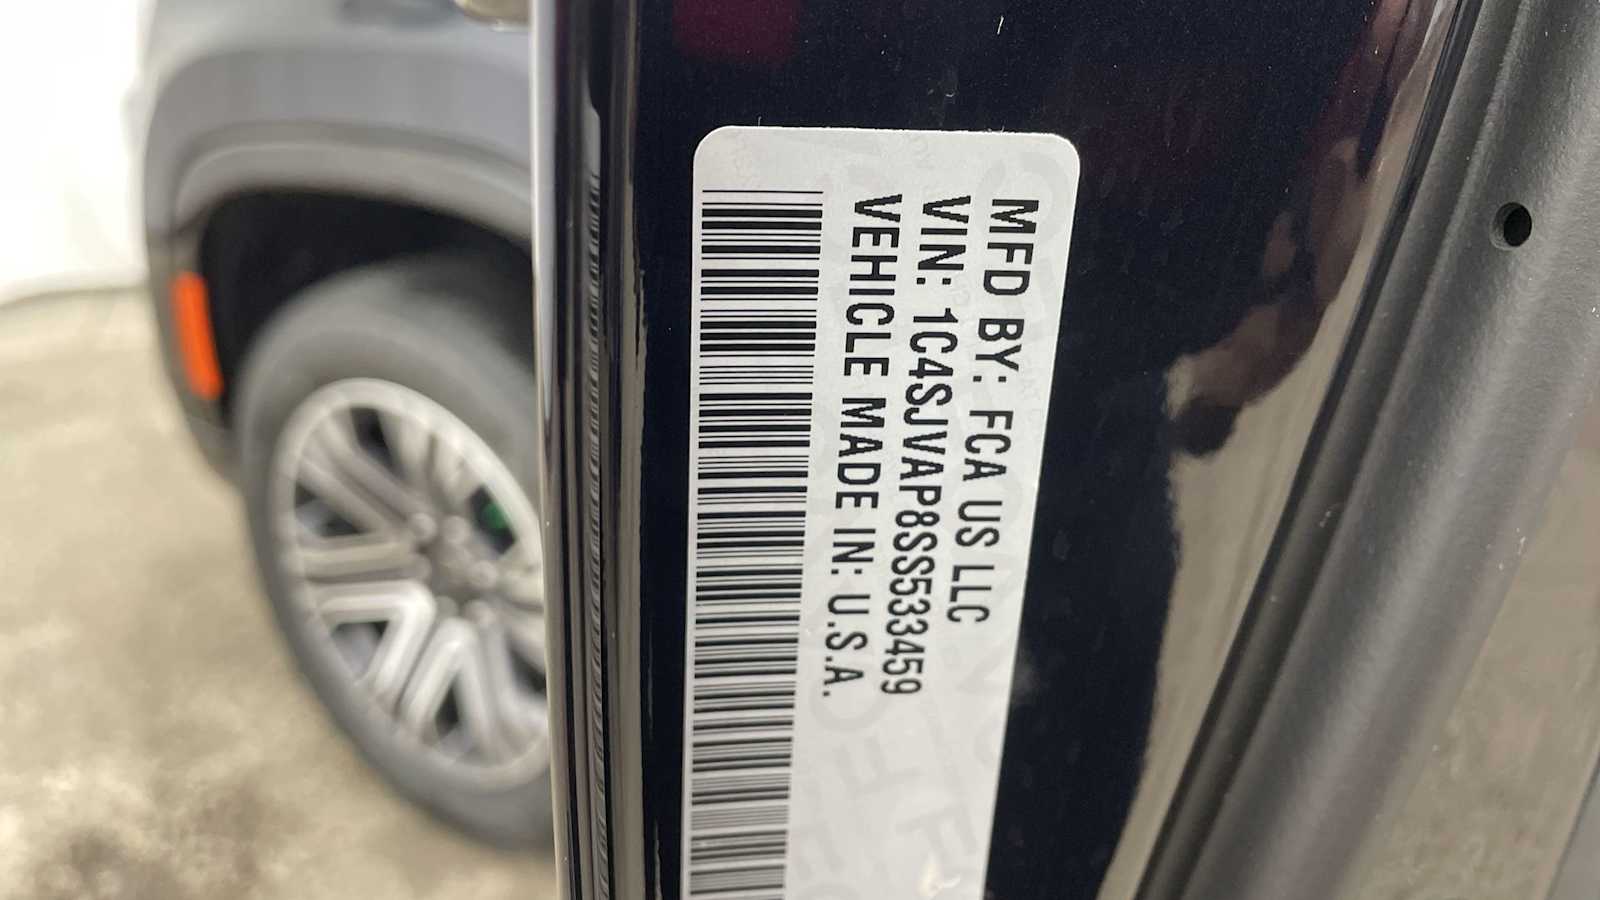 MFD BY: FCA US LLC
VIN: 1C4SJVAP8SS533459
VEHICLE MADE IN: U.S.A.